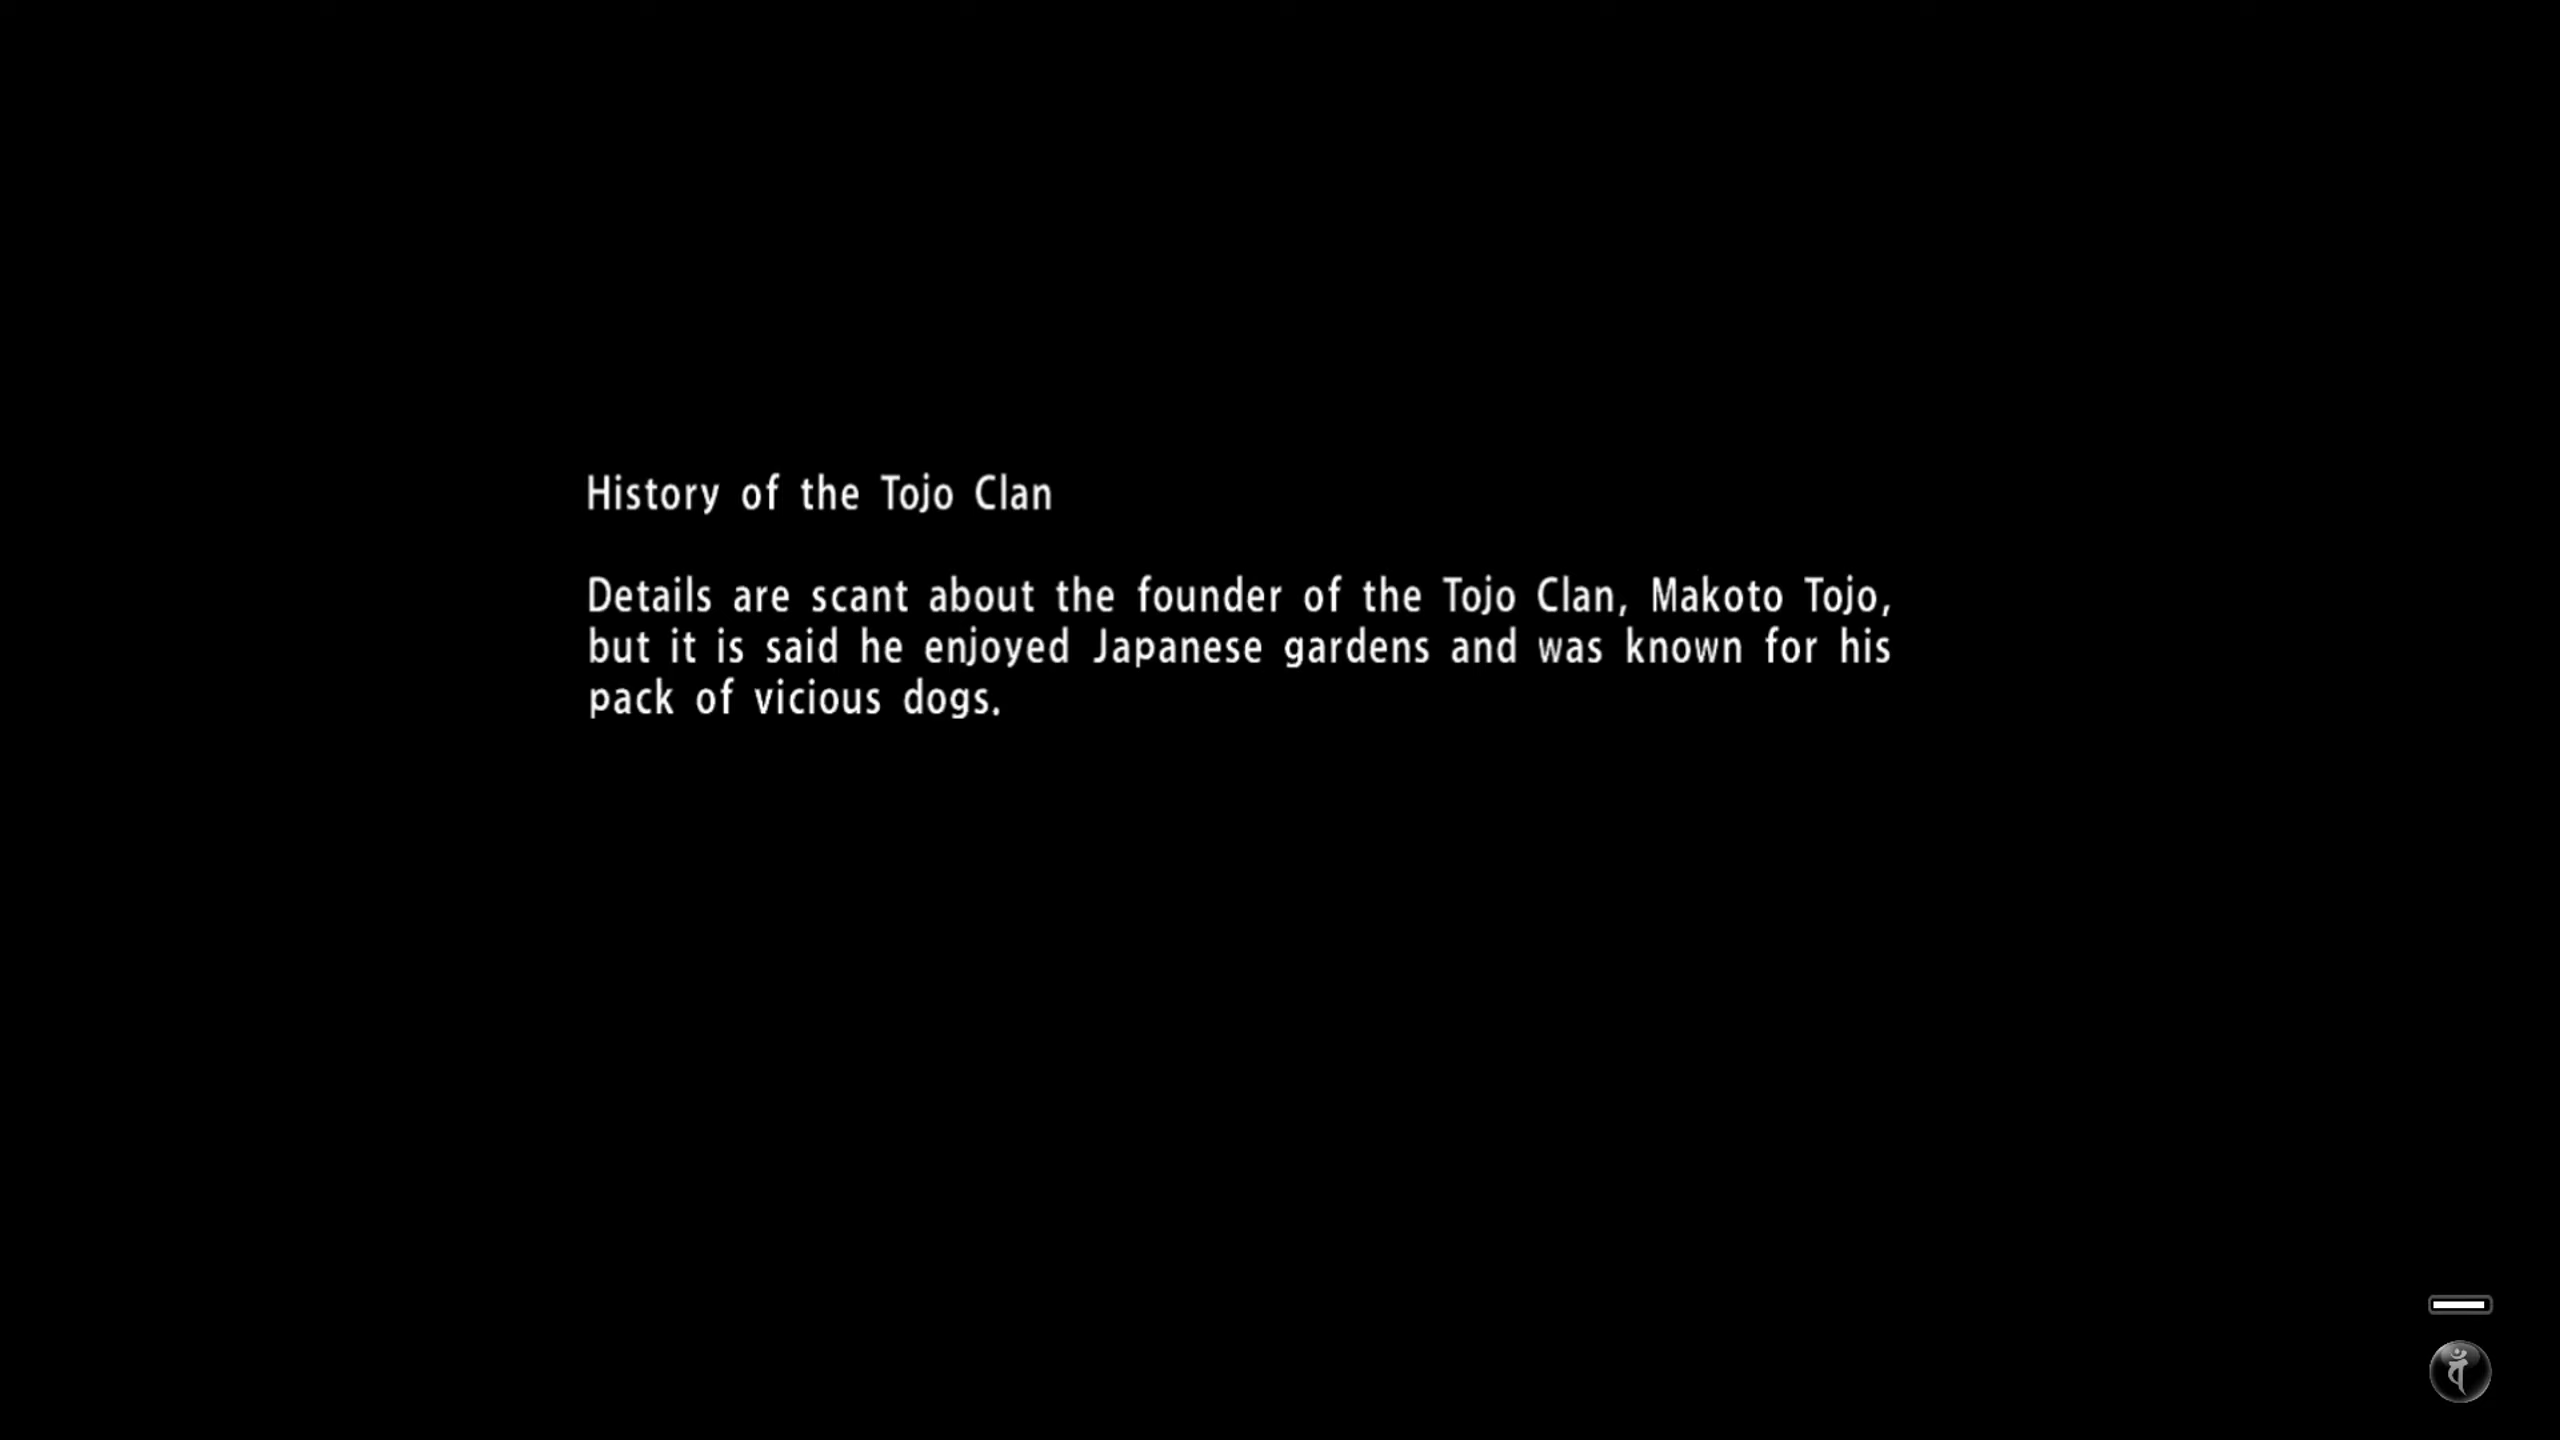 History of the Tojo Clan
Details are scant about the founder of the Tojo Clan, Makoto Tojo,
but it is said he enjoyed Japanese gardens and was known for his
pack of vicious dogs.